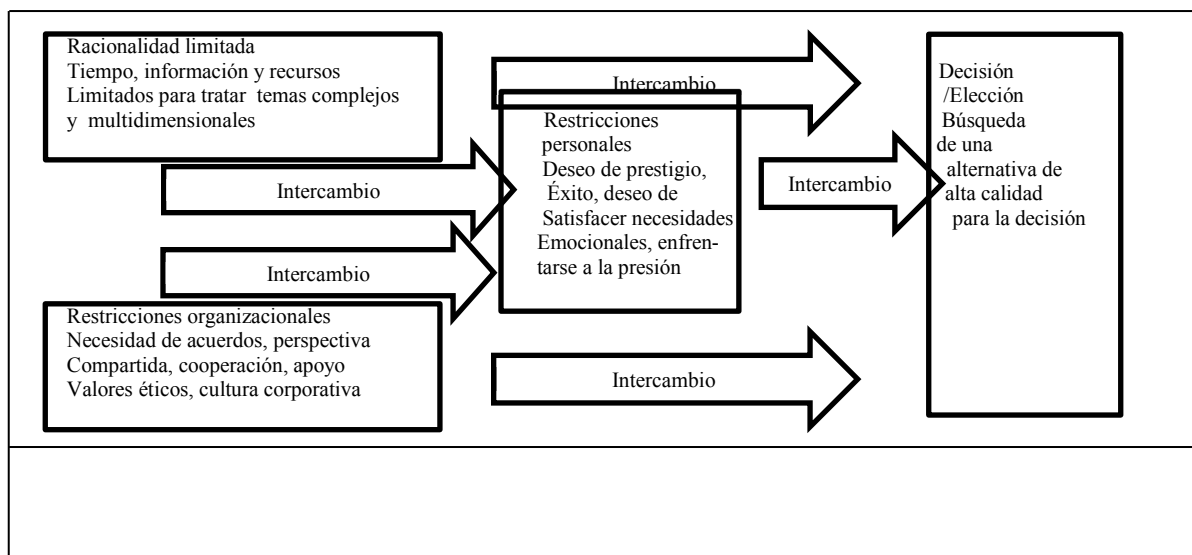 Racionalidad limitada
Tiempo, información y recursos
Limitados para tratar temas complejos
y multidimensionales
Intercambio
Intercambio
Restricciones organizacionales
Necesidad de acuerdos, perspectiva
Compartida, cooperación, apoyo
Valores éticos, cultura corporativa
Intercambio
Restricciones
personales
Deseo de prestigio,
Éxito, deseo de
Satisfacer necesidades
Emocionales, enfren-
tarse a la presión
Intercambio
Intercambio
Decisión
/Elección
Búsqueda
de una
alternativa de
alta calidad
para la decisión